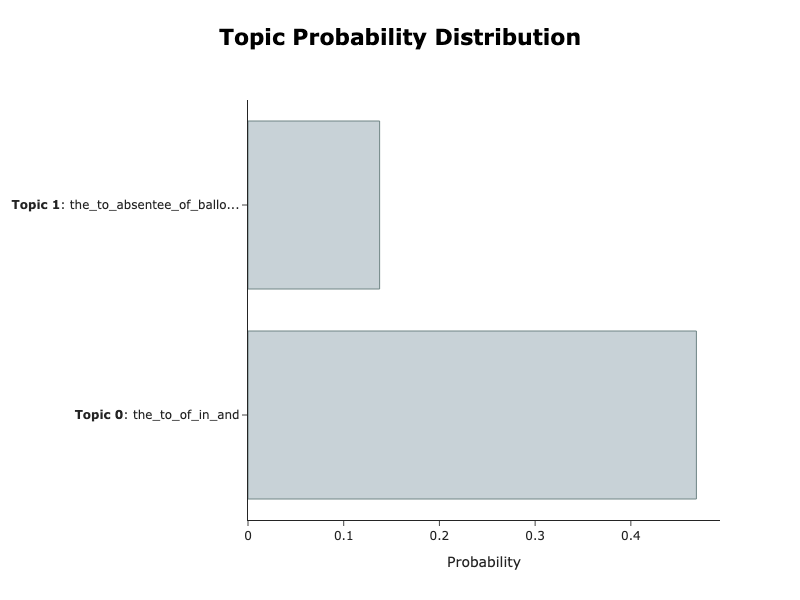 Topic Probability Distribution
Topic 1: the_to_absentee_of_ballo...
Topic 0: the_to_of_in_and
0 0.1 0.2 0.3 0.4
Probability